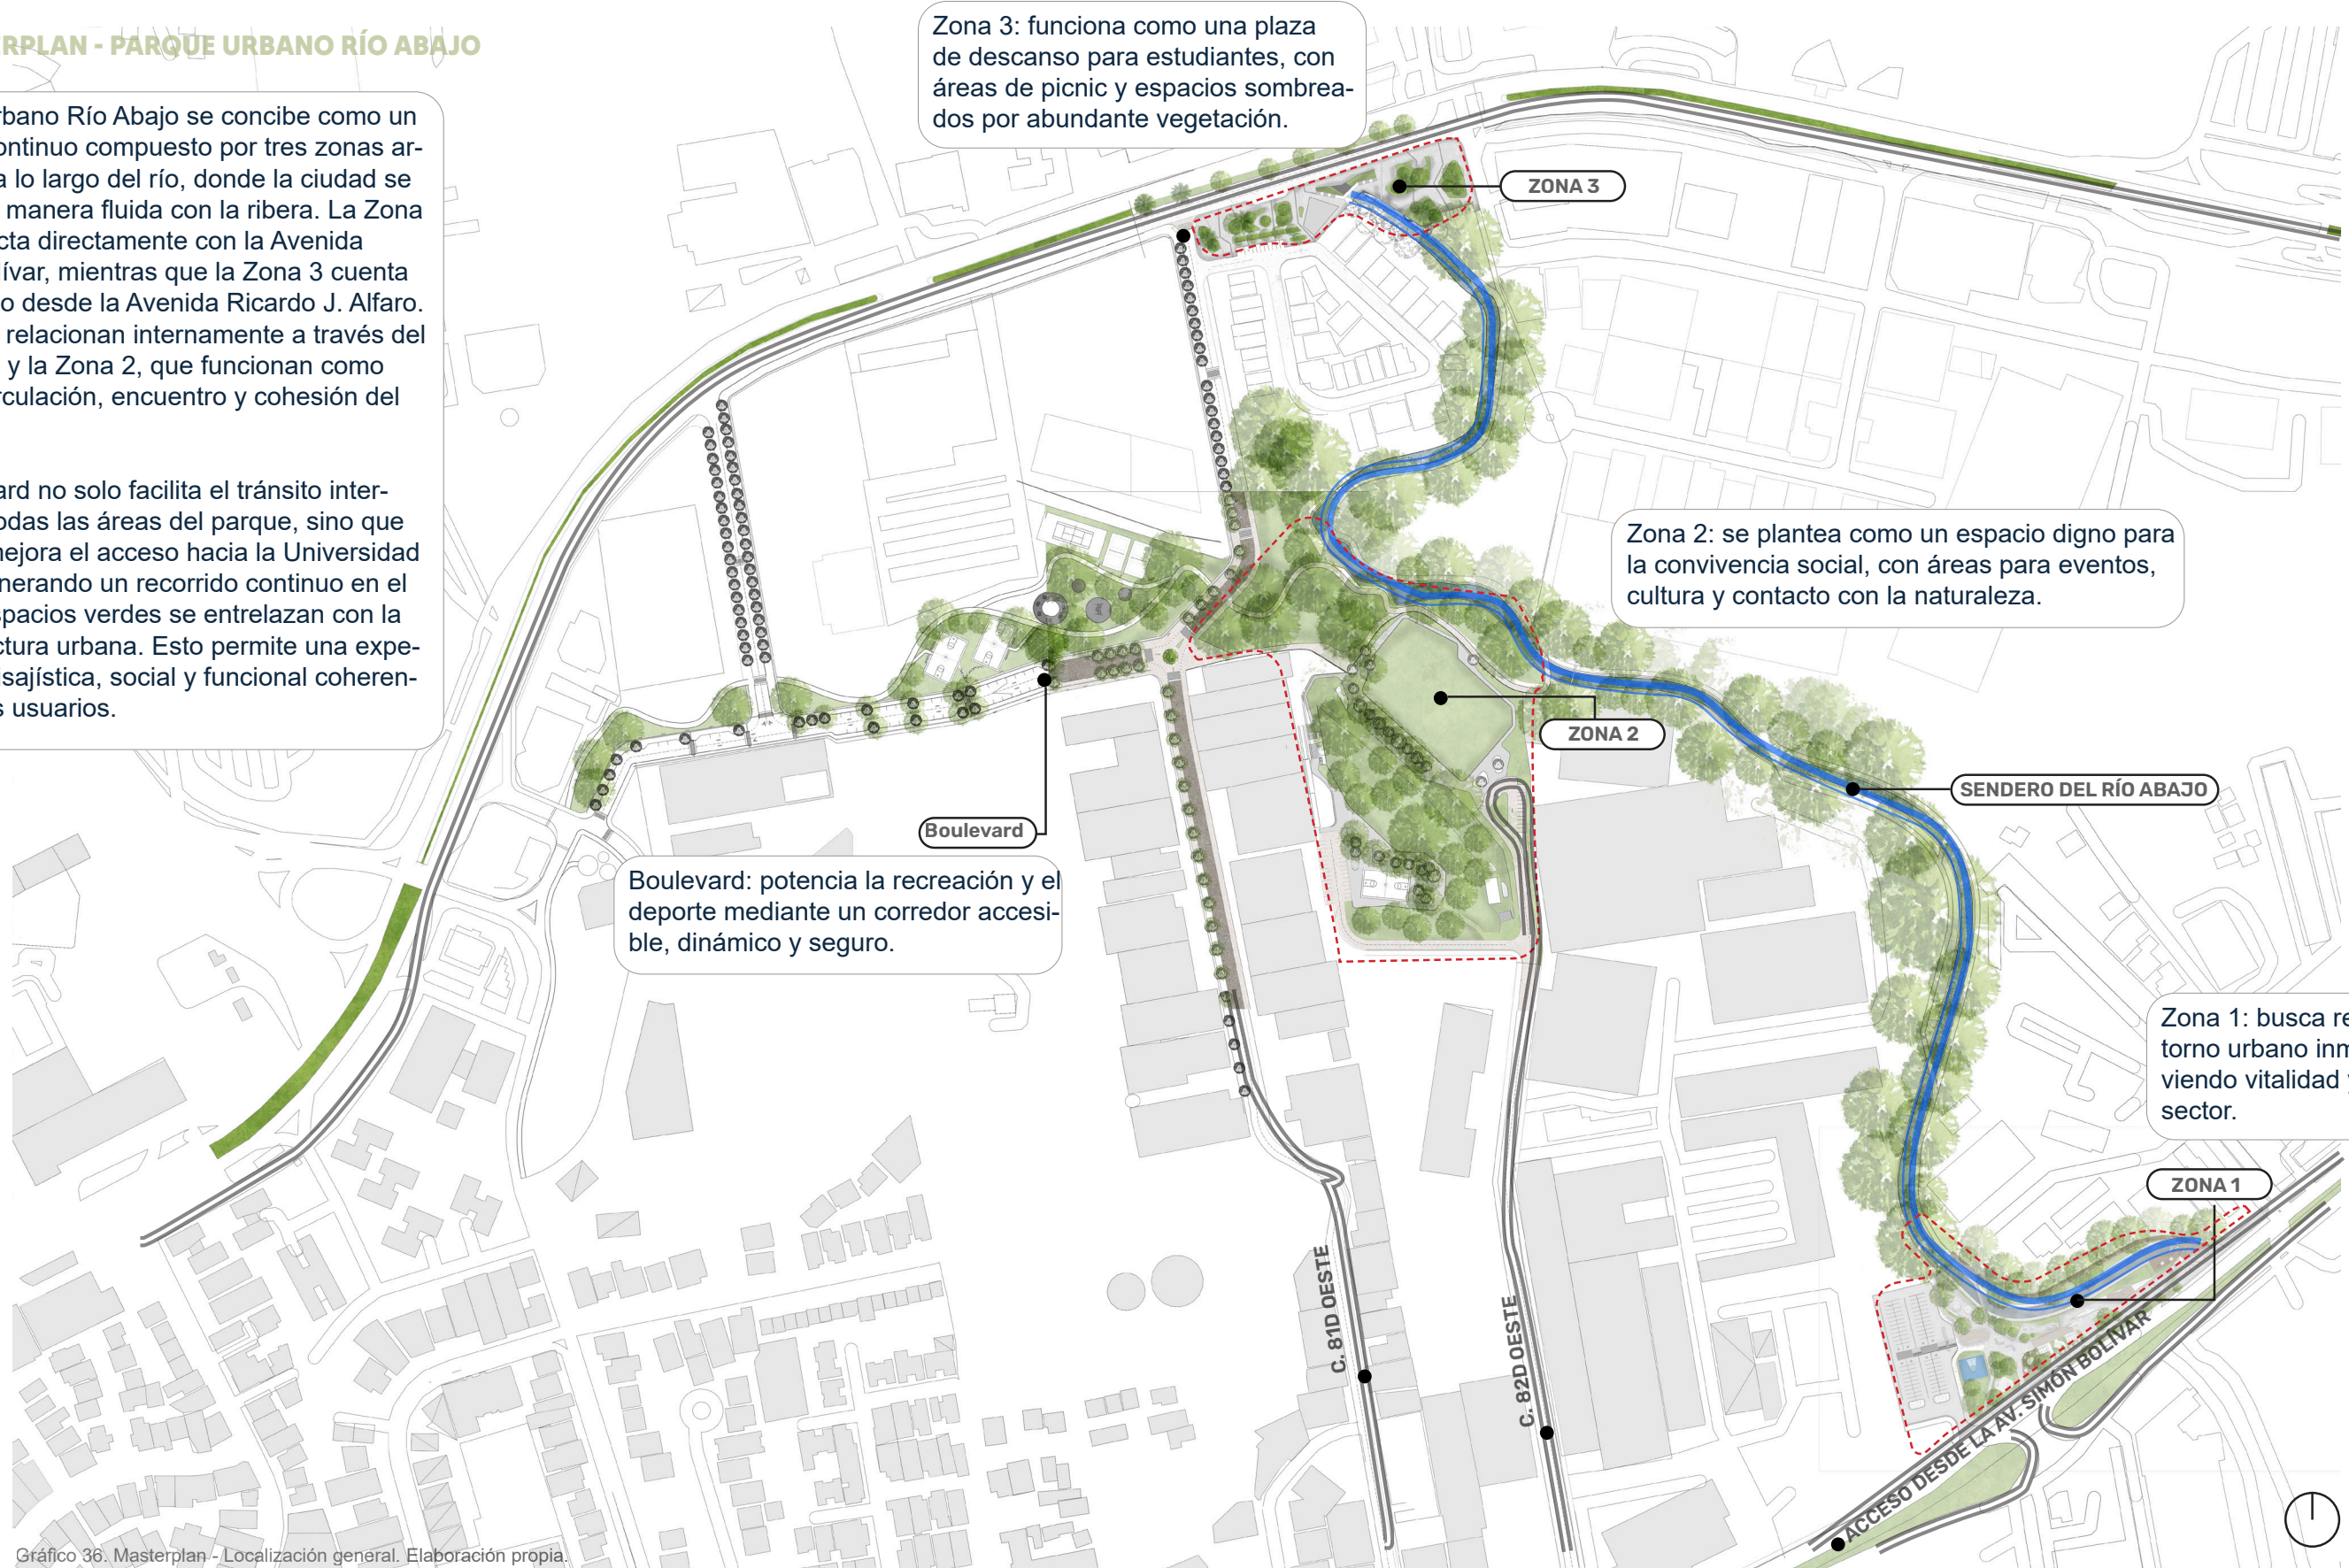 ERPLAN - PARQUE URBANO RÍO ABAJO
rbano Río Abajo se concibe como un
ontinuo compuesto por tres zonas ar-
a lo largo del río, donde la ciudad se
manera fluida con la ribera. La Zona
cta directamente con la Avenida
lívar, mientras que la Zona 3 cuenta
o desde la Avenida Ricardo J. Alfaro.
relacionan internamente a través del
y la Zona 2, que funcionan como
rculación, encuentro y cohesión del
ard no solo facilita el tránsito inter-
odas las áreas del parque, sino que
mejora el acceso hacia la Universidad
nerando un recorrido continuo en el
spacios verdes se entrelazan con la
ctura urbana. Esto permite una expe-
isajística, social y funcional coheren-
s usuarios.
Zona 3: funciona como una plaza
de descanso para estudiantes, con
áreas de picnic y espacios sombrea-
dos por abundante vegetación.
ZONA 3
Zona 2: se plantea como un espacio digno para
la convivencia social, con áreas para eventos,
cultura y contacto con la naturaleza.
ZONA 2
SENDERO DEL RÍO ABAJO
Boulevard
Boulevard: potencia la recreación y el
deporte mediante un corredor accesi-
ble, dinámico y seguro.
Zona 1: busca re
torno urbano inm
viendo vitalidad y
sector.
ZONA 1
C. 81D OESTE
C. 82D OESTE
ACCESO DESDE LA AV. SIMÓN BOLÍVAR
Gráfico 36. Masterplan - Localización general. Elaboración propia.